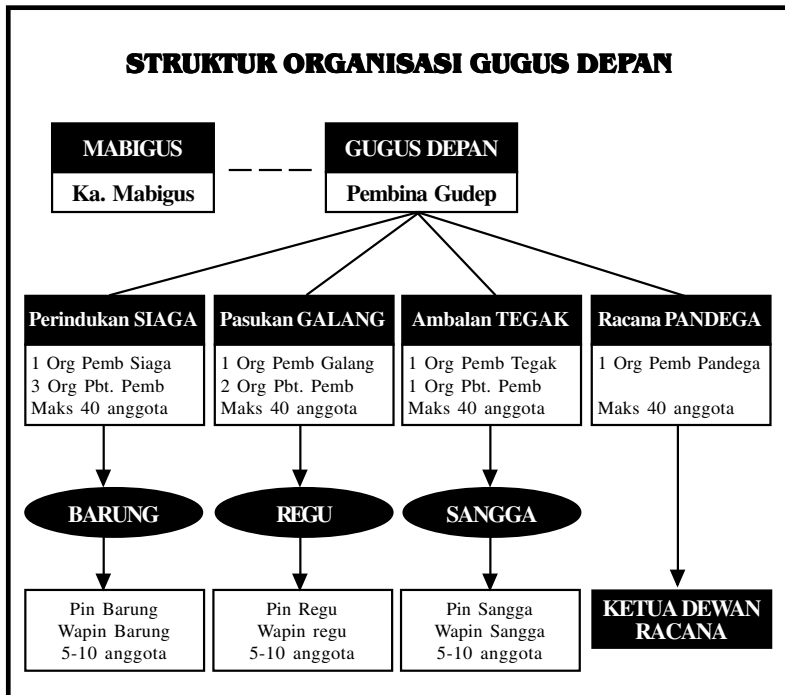 STRUKTUR ORGANISASI GUGUS DEPAN
MABIGUS
Ka. Mabigus
GUGUS DEPAN
Pembina Gudep
Perindukan SIAGA
1 Org Pemb Siaga
3 Org Pbt. Pemb
Maks 40 anggota
Pasukan GALANG
1 Org Pemb Galang
2 Org Pbt. Pemb
Maks 40 anggota
Ambalan TEGAK
1 Org Pemb Tegak
1 Org Pbt. Pemb
Maks 40 anggota
Racana PANDEGA
1 Org Pemb Pandega
Maks 40 anggota
BARUNG
REGU
SANGGA
Pin Barung
Wapin Barung
5-10 anggota
Pin Regu
Wapin regu
5-10 anggota
Pin Sangga
Wapin Sangga
5-10 anggota
KETUA DEWAN
RACANA